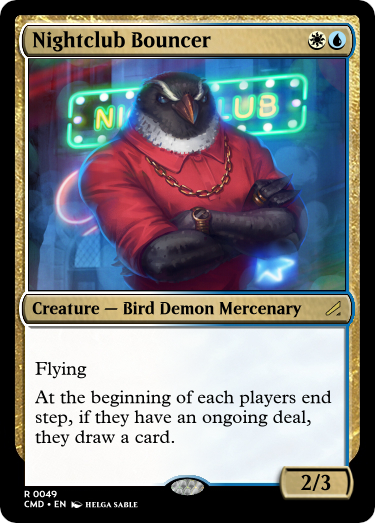 Nightclub Bouncer
NI LUB
Creature — Bird Demon Mercenary
Flying
At the beginning of each players end
step, if they have an ongoing deal,
they draw a card.
2/3
R 0049
CMD • EN HELGA SABLE